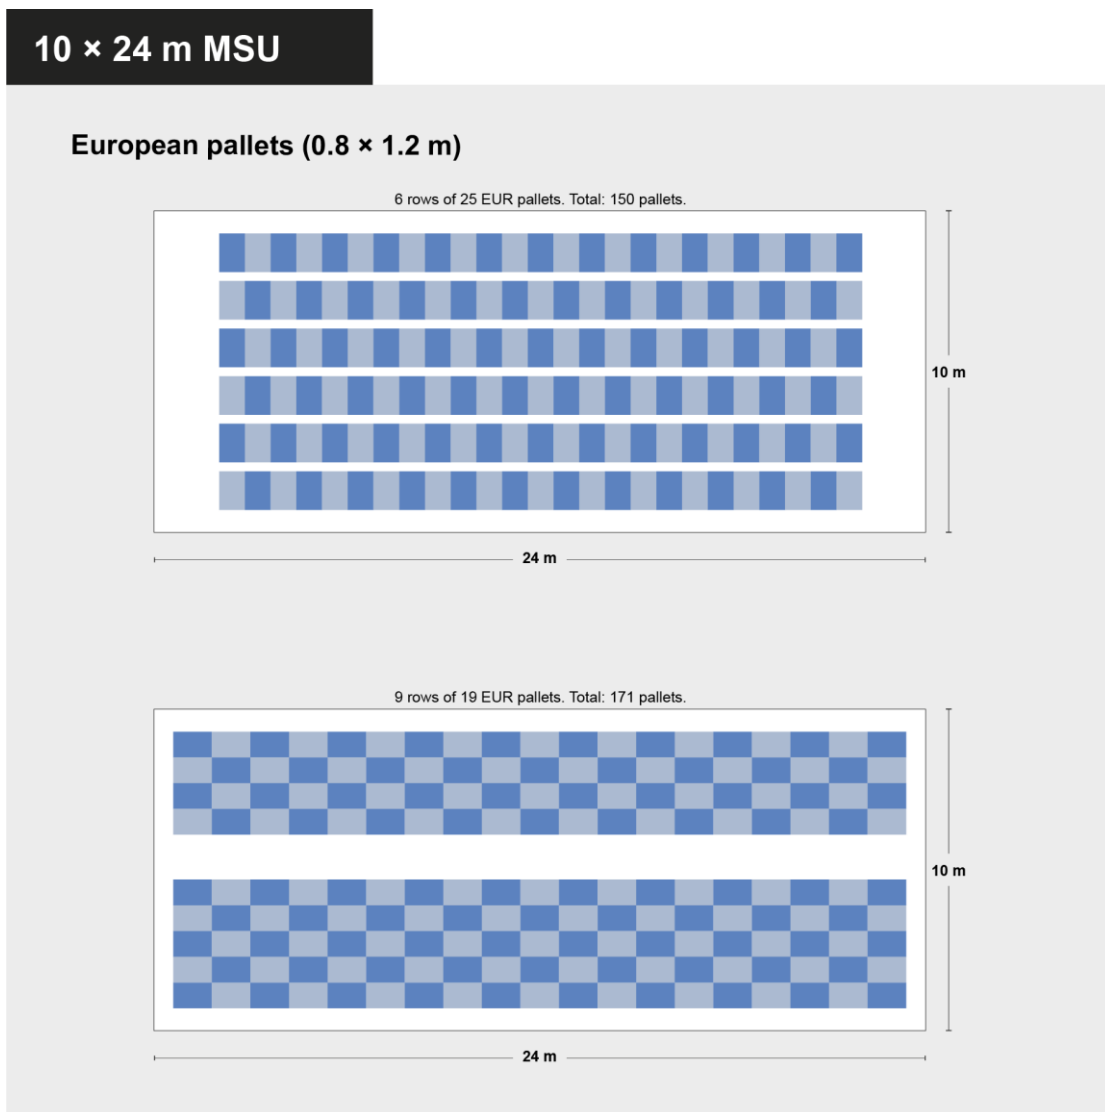 10 × 24 m MSU
European pallets (0.8 × 1.2 m)
6 rows of 25 EUR pallets. Total: 150 pallets.
10 m
24 m
9 rows of 19 EUR pallets. Total: 171 pallets.
10 m
24 m